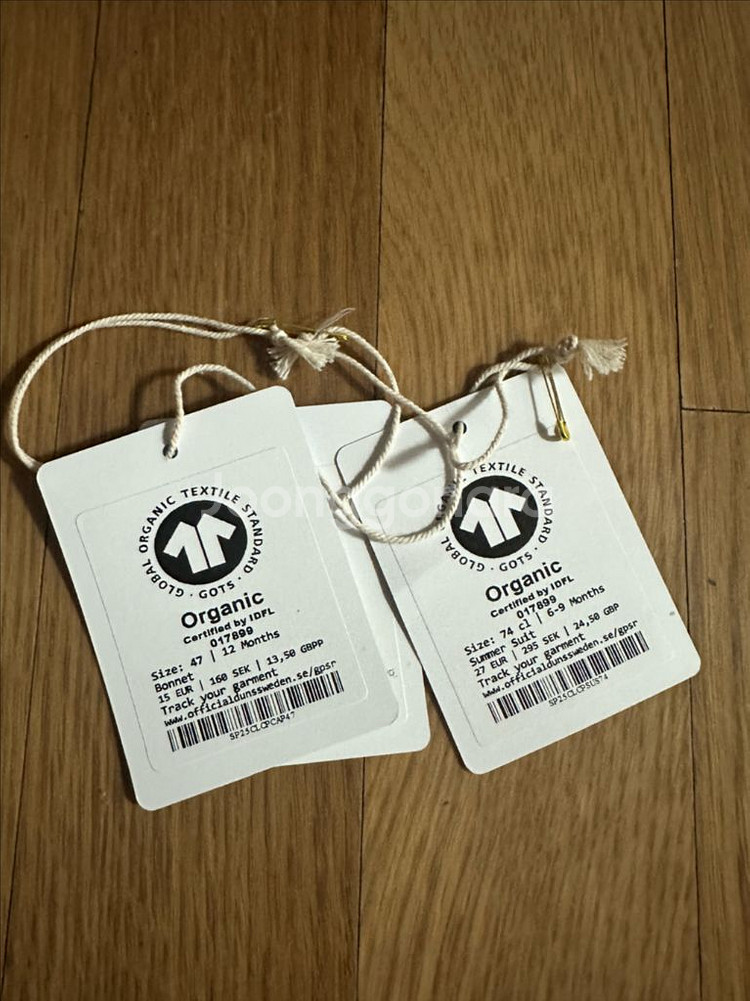 GLOBAL ORGANIC TEXTILE STANDARD · GOTS ·
Organic
Certified by IDFL
017899
Size: 47 | 12 Months
Bonnet
15 EUR | 160 SEK | 13,50 GBPP
Track your garment
www.officialdunssweden.se/gpsr
SP25CLCPCAP47
GLOBAL ORGANIC TEXTILE STANDARD · GOTS ·
Organic
Certified by IDFL
017899
Size: 74 cl | 6-9 Months
Summer Suit
27 EUR | 295 SEK | 24,50 GBP
Track your garment
www.officialdunssweden.se/gpsr
SP25CLCPSUS74
Joonggonara